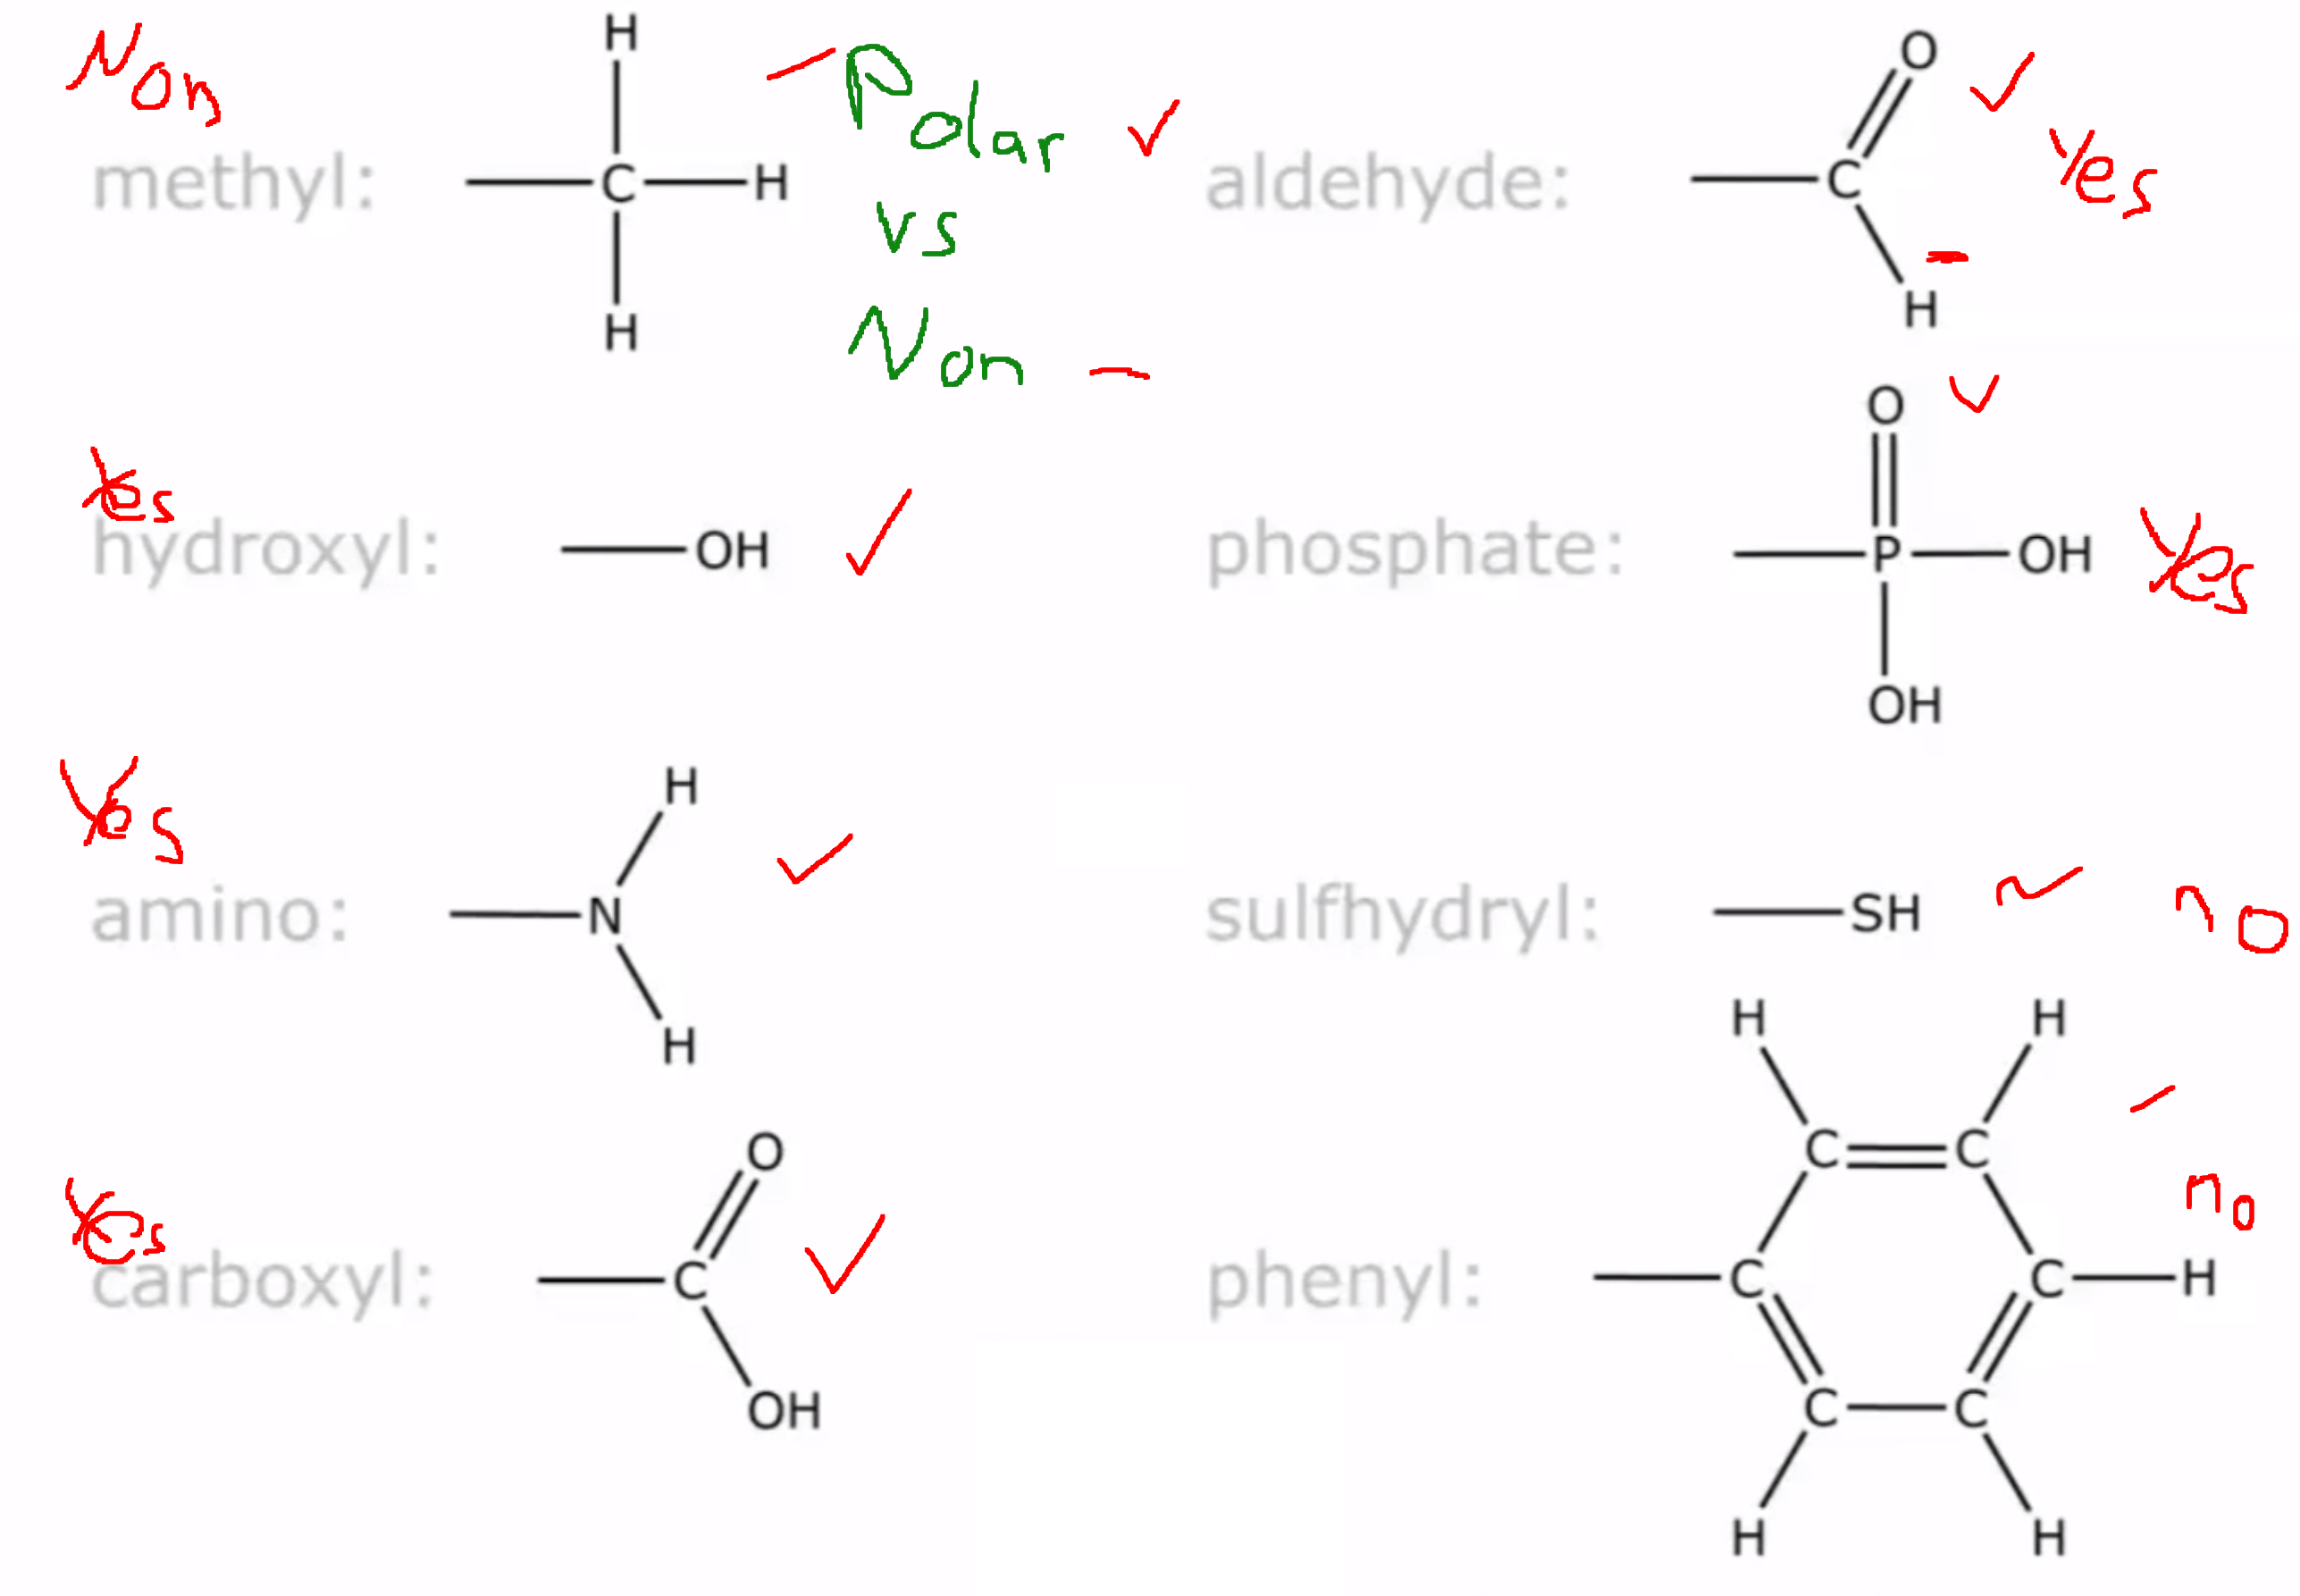 Non
Polar ✓
vs
Non –
methyl:
H
C H
H
–
Yes
hydroxyl: OH ✓
Yes
amino:
H
N
H
✓
Yes
carboxyl:
O
C
OH
✓
aldehyde:
O ✓
C
H –
Yes
phosphate:
O ✓
P OH
OH
Yes
sulfhydryl: SH ~ no
phenyl:
H H
C C
C C H
C C
H H
–
no